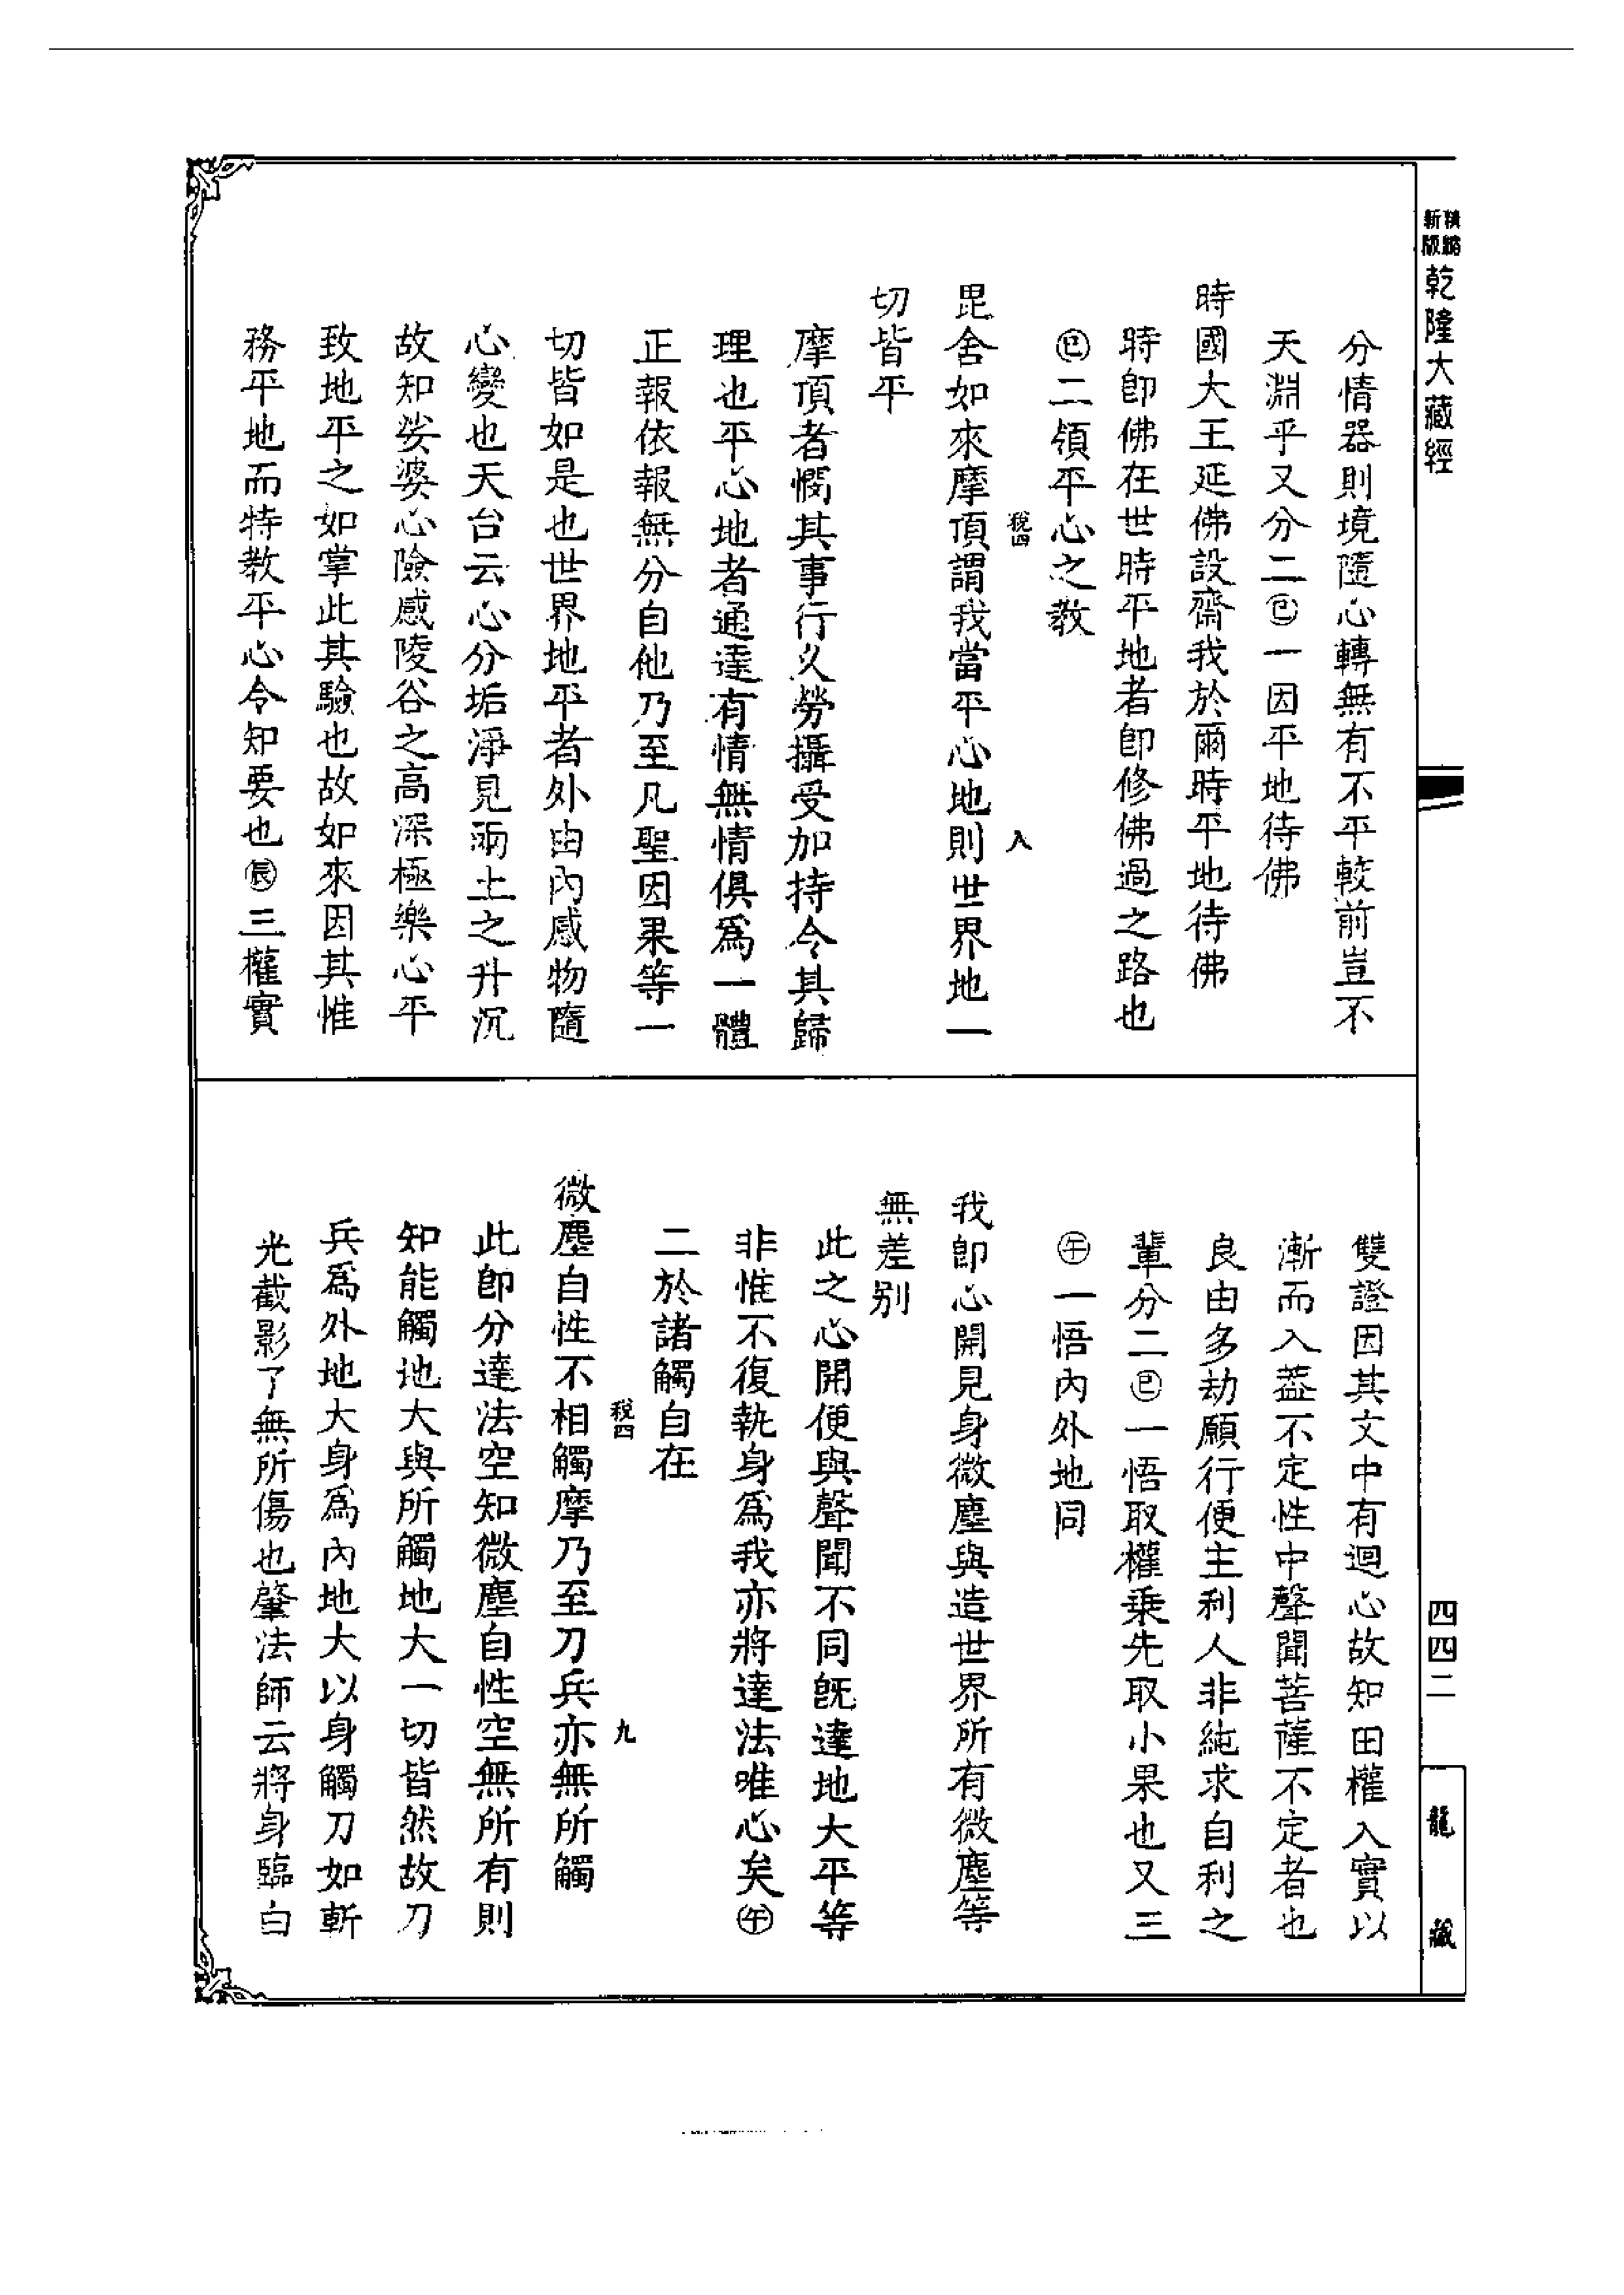 精縮
新版
乾隆大藏經
四四二
龍藏
分情器則境隨心轉無有不平較前豈不
天淵乎又分二㊁一因平地待佛
時國大王延佛設齋我於爾時平地待佛
時卽佛在世時平地者卽修佛過之路也
巳二領平心之教
税四
八
毘舍如來摩頂謂我當平心地則世界地一
切皆平
摩頂者憫其事行久勞攝受加持令其歸
理也平心地者通達有情無情俱爲一體
正報依報無分自他乃至凡聖因果等一
切皆如是也世界地平者外由內感物隨
心變也天台云心分垢淨見兩土之升沉
故知娑婆心險感陵谷之高深極樂心平
致地平之如掌此其驗也故如來因其惟
務平地而特教平心令知要也辰三權實
雙證因其文中有迴心故知田權入實以
漸而入葢不定性中聲聞菩薩不定者也
良由多劫願行便主利人非純求自利之
輩分二巳一悟取權乗先取小果也又三
午一悟內外地同
我卽心開見身微塵與造世界所有微塵等
無差別
此之心開便與聲聞不同旣達地大平等
非惟不復執身爲我亦將達法唯心矣午
二於諸觸自在
税四
九
微塵自性不相觸摩乃至刀兵亦無所觸
此卽分達法空知微塵自性空無所有則
知能觸地大與所觸地大一切皆然故刀
兵爲外地大身爲內地大以身觸刀如斬
光截影了無所傷也肇法師云將身臨白